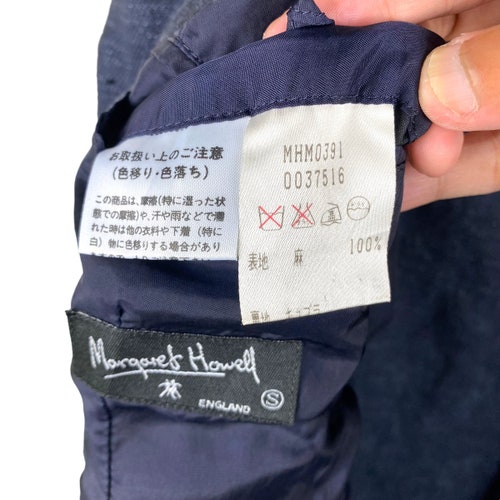 お取扱い上のご注意
(色移り・色落ち)
この商品は、摩擦(特に湿った状
態での摩擦)や、汗や雨などで濡
れた時は他の衣料や下着(特に
白)物に色移りする場合があり
MHM0391
0037516
表地 麻 100%
Margaret Howell
ENGLAND
S